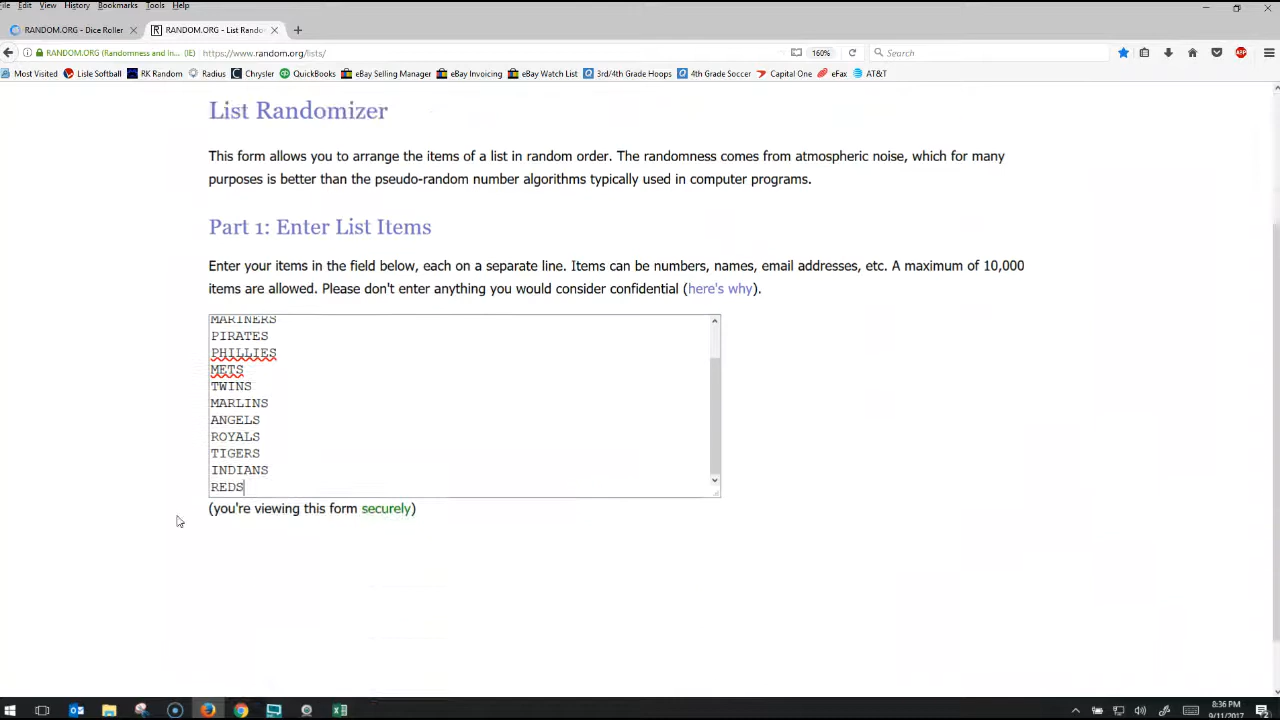 File Edit View History Bookmarks Tools Help
RANDOM.ORG - Dice Roller RANDOM.ORG - List Rando
RANDOM.ORG (Randomness and In... (IE) https://www.random.org/lists/ 160% Search
Most Visited Lisle Softball RK Random Radius Chrysler QuickBooks eBay Selling Manager eBay Invoicing eBay Watch List 3rd/4th Grade Hoops 4th Grade Soccer Capital One eFax AT&T
List Randomizer
This form allows you to arrange the items of a list in random order. The randomness comes from atmospheric noise, which for many
purposes is better than the pseudo-random number algorithms typically used in computer programs.
Part 1: Enter List Items
Enter your items in the field below, each on a separate line. Items can be numbers, names, email addresses, etc. A maximum of 10,000
items are allowed. Please don't enter anything you would consider confidential (here's why).
MARINERS
PIRATES
PHILLIES
METS
TWINS
MARLINS
ANGELS
ROYALS
TIGERS
INDIANS
REDS
(you're viewing this form securely)
8:36 PM
9/11/2017